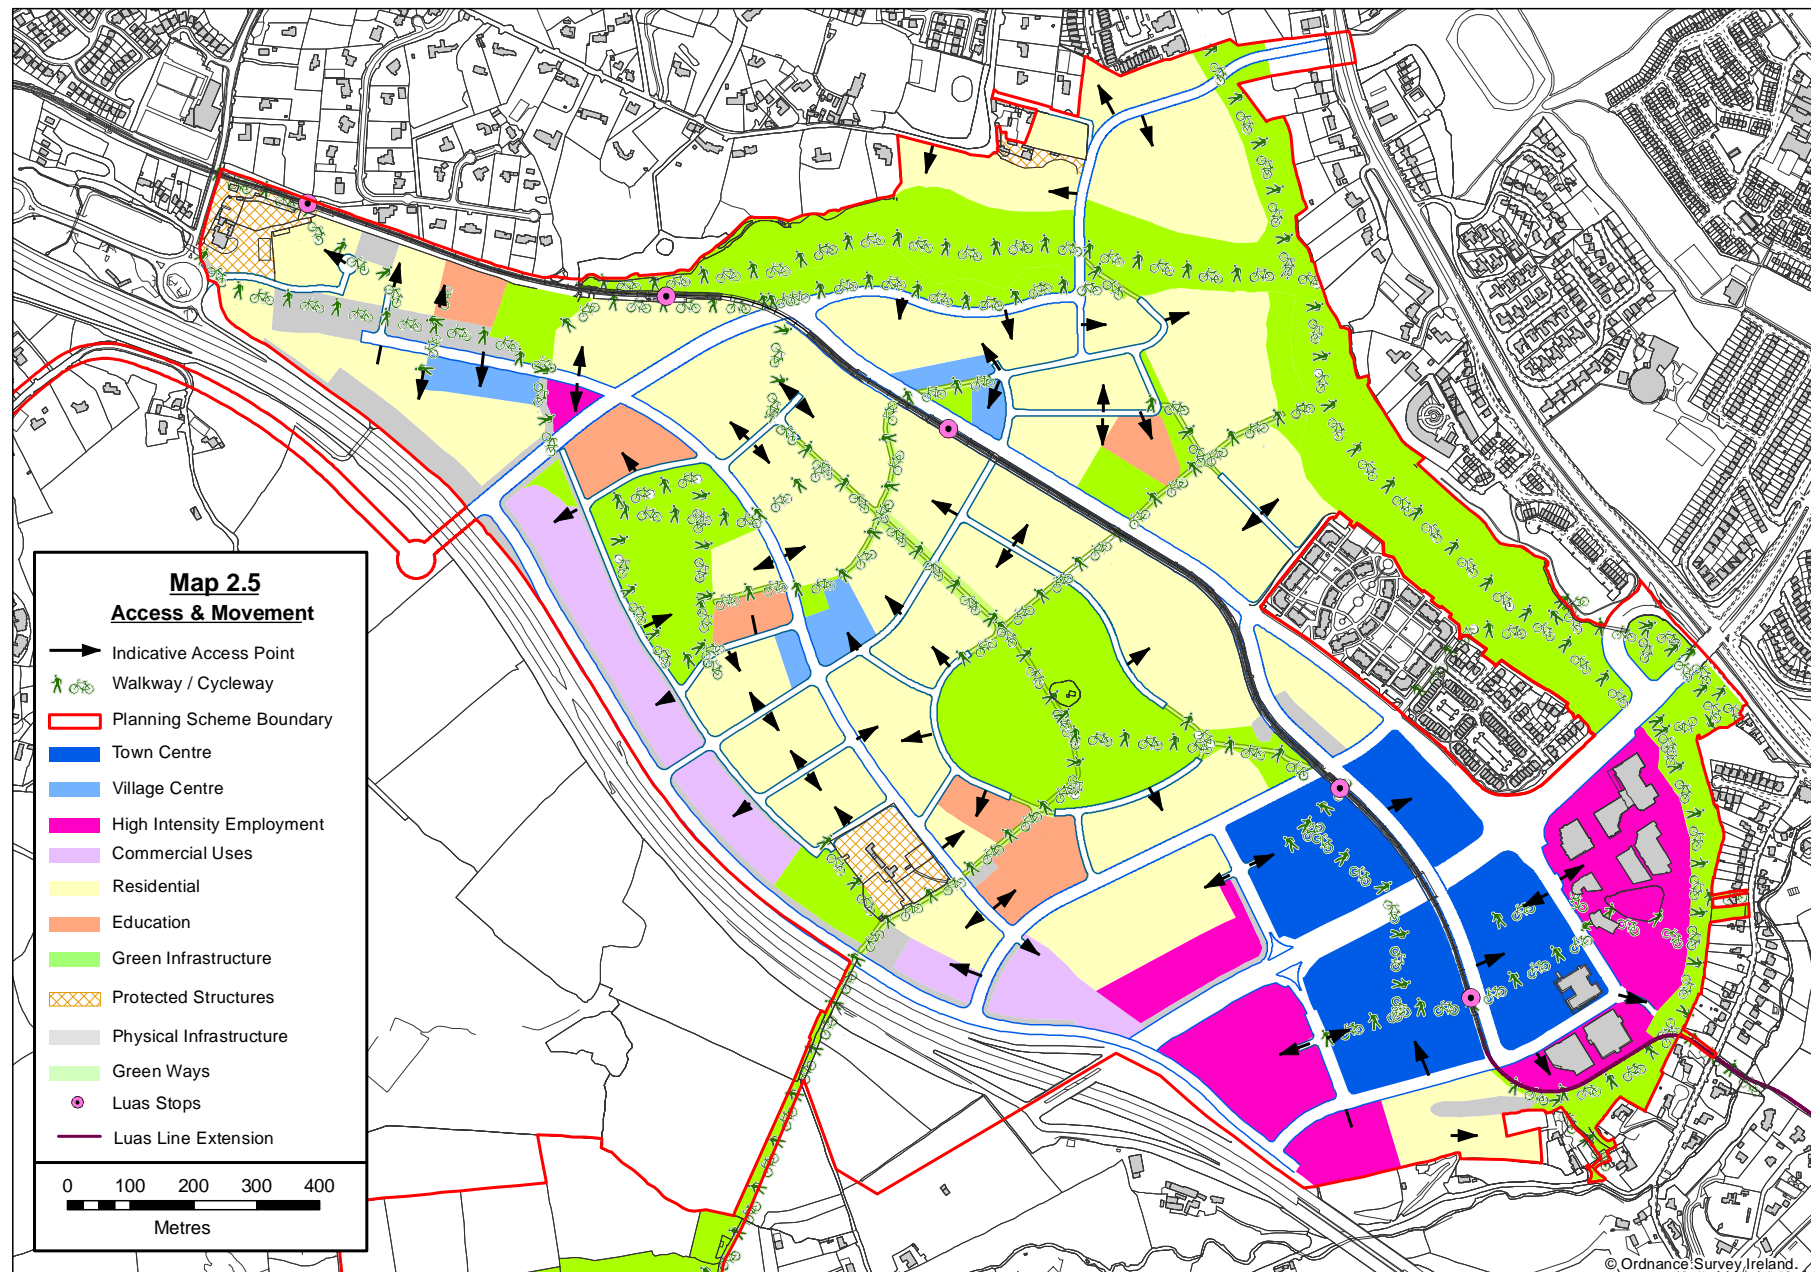 Map 2.5
Access & Movement
Indicative Access Point
Walkway / Cycleway
Planning Scheme Boundary
Town Centre
Village Centre
High Intensity Employment
Commercial Uses
Residential
Education
Green Infrastructure
Protected Structures
Physical Infrastructure
Green Ways
Luas Stops
Luas Line Extension
0 100 200 300 400
Metres
© Ordnance Survey Ireland.